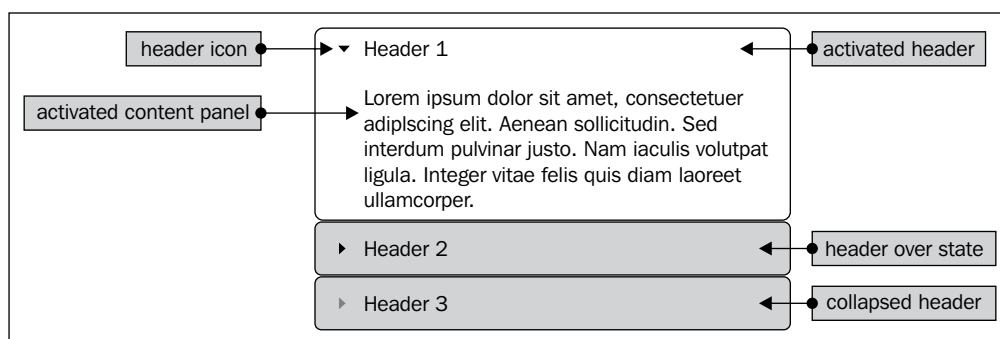 header icon
Header 1
activated header
activated content panel
Lorem ipsum dolor sit amet, consectetuer
adiplscing elit. Aenean sollicitudin. Sed
interdum pulvinar justo. Nam iaculis volutpat
ligula. Integer vitae felis quis diam laoreet
ullamcorper.
Header 2
header over state
Header 3
collapsed header